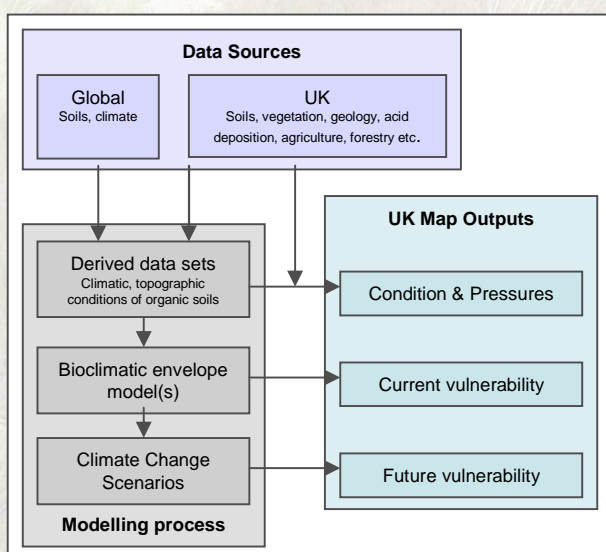 Data Sources
Global
Soils, climate
UK
Soils, vegetation, geology, acid
deposition, agriculture, forestry etc.
Derived data sets
Climatic, topographic
conditions of organic soils
Bioclimatic envelope
model(s)
Climate Change
Scenarios
Modelling process
UK Map Outputs
Condition & Pressures
Current vulnerability
Future vulnerability